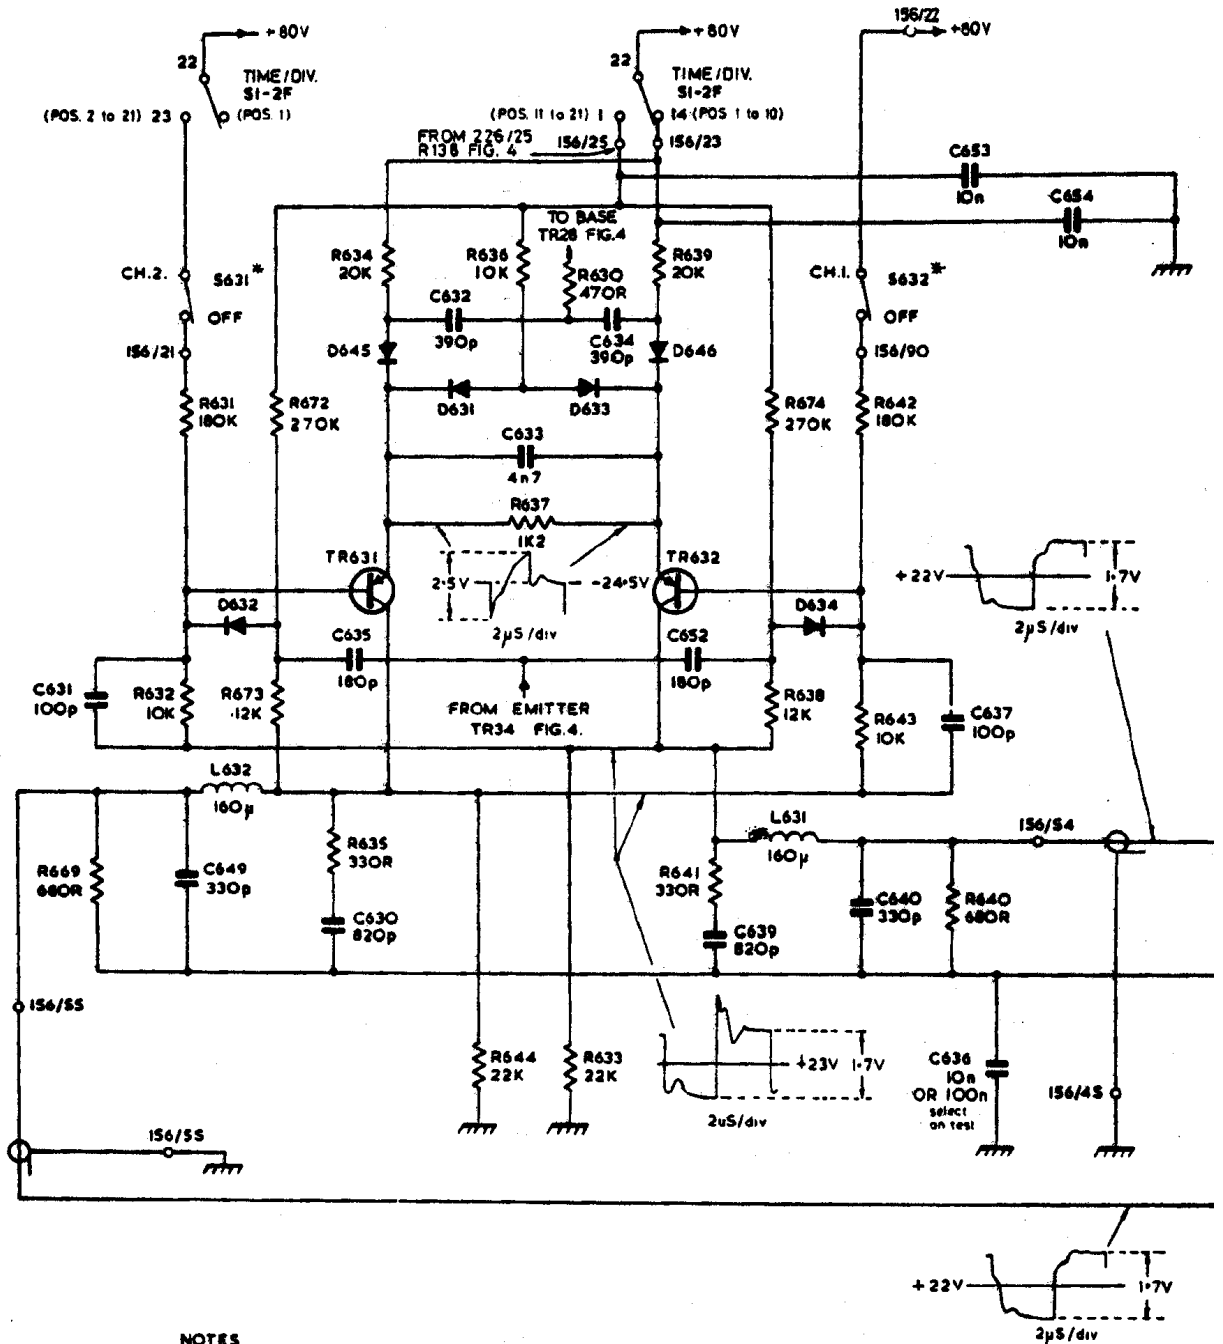 156/22
+80V
+80V
+80V
22
TIME/DIV.
S1-2F
(POS. 2 to 21) 23
(POS. 1)
22
TIME/DIV.
S1-2F
(POS. 11 to 21) 1
14 (POS 1 to 10)
FROM 226/25
R138 FIG. 4
156/25
156/23
C653
10n
C654
10n
TO BASE
TR28 FIG.4
R634
20K
R636
10K
R630
470R
R639
20K
CH.2.
S631*
OFF
156/21
CH.1.
S632*
OFF
156/90
C632
390p
C634
390p
D645
D646
D631
D633
R631
180K
R672
270K
R674
270K
R642
180K
C633
4n7
R637
1K2
TR631
TR632
2·5V
-24·5V
2µS/div
+22V
1·7V
2µS/div
D632
D634
C635
180p
C652
180p
C631
100p
R632
10K
R673
12K
FROM EMITTER
TR34 FIG.4.
R638
12K
R643
10K
C637
100p
L632
160µ
L631
160µ
156/54
R669
680R
C649
330p
R635
330R
C630
820p
R641
330R
C639
820p
C640
330p
R640
680R
156/55
R644
22K
R633
22K
+23V
1·7V
2uS/div
C636
10n
OR 100n
select
on test
156/45
156/55
+22V
1·7V
2µS/div
NOTES